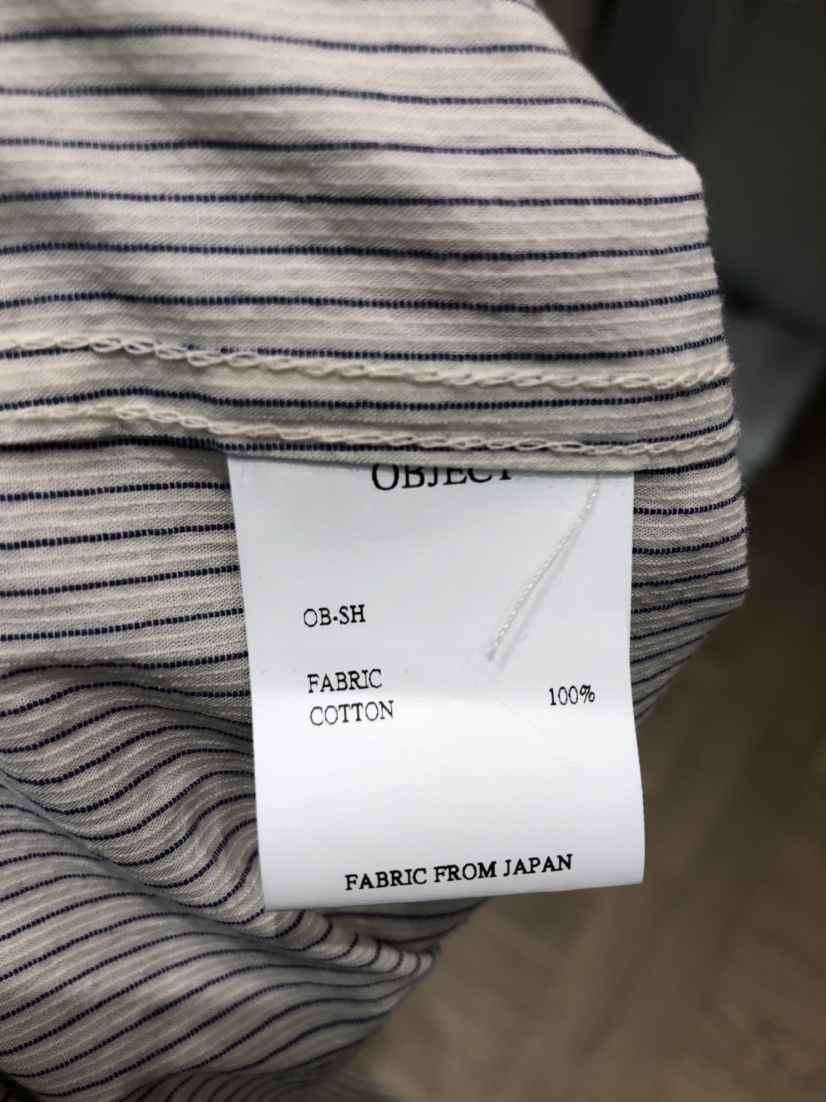 OBJECT
OB-SH
FABRIC
COTTON 100%
FABRIC FROM JAPAN